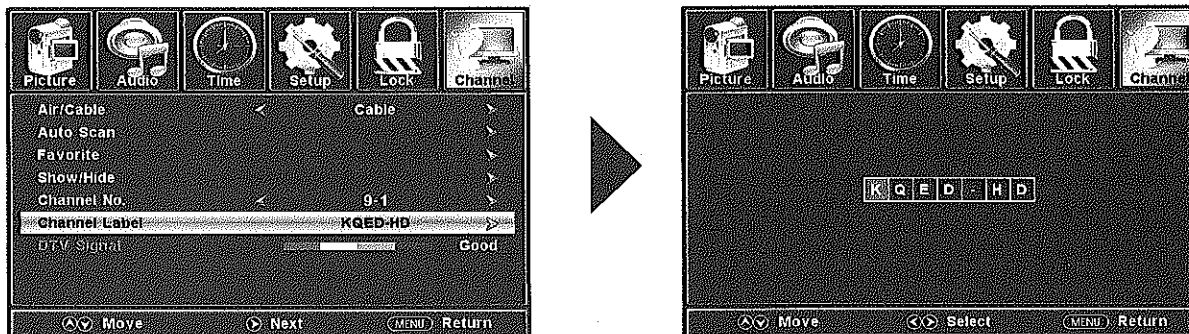 Picture Audio Time Setup Lock Channel
Air/Cable Cable
Auto Scan
Favorite
Show/Hide
Channel No. 9-1
Channel Label KQED-HD
DTV Signal Good
Move Next MENU Return
Picture Audio Time Setup Lock Channel
K Q E D - H D
Move Select MENU Return